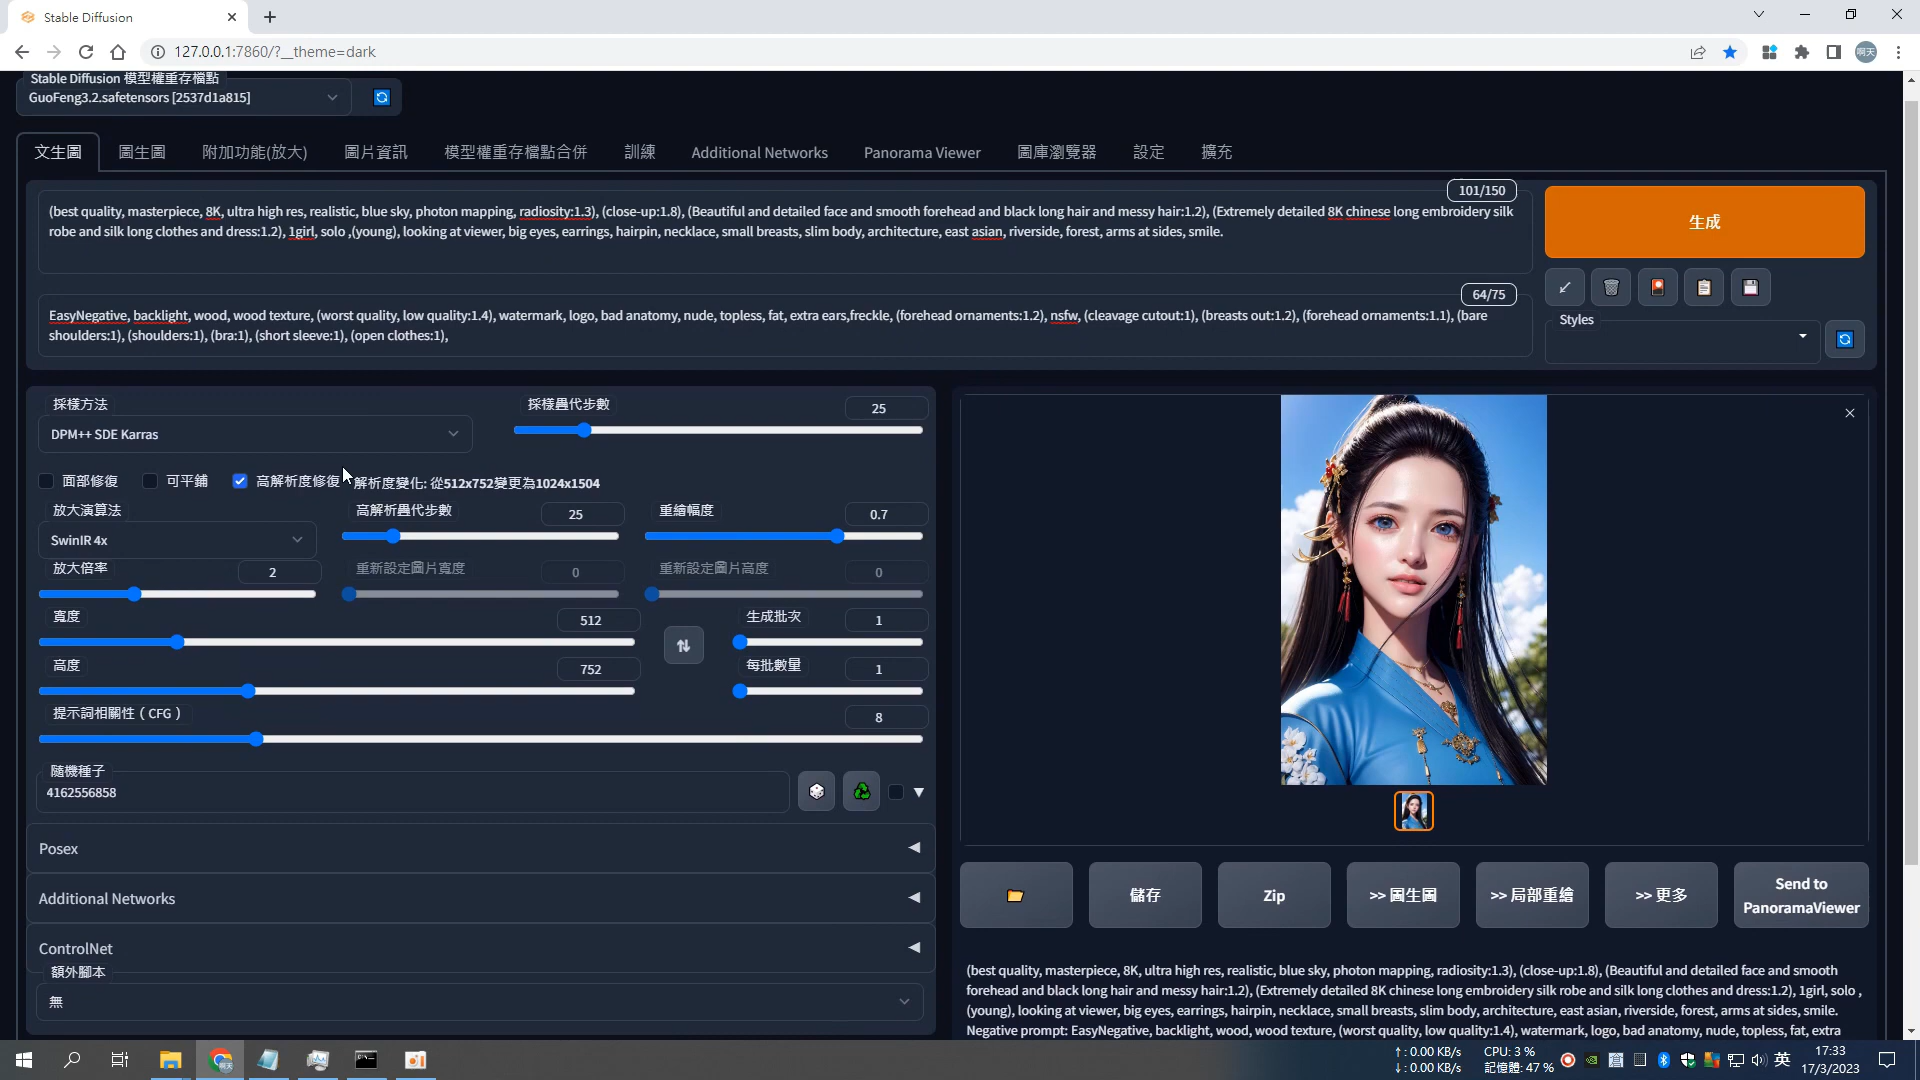 Stable Diffusion
127.0.0.1:7860/?__theme=dark
Stable Diffusion 模型權重存檔點
GuoFeng3.2.safetensors [2537d1a815]
文生圖 圖生圖 附加功能(放大) 圖片資訊 模型權重存檔點合併 訓練 Additional Networks Panorama Viewer 圖庫瀏覽器 設定 擴充
101/150
(best quality, masterpiece, 8K, ultra high res, realistic, blue sky, photon mapping, radiosity:1.3), (close-up:1.8), (Beautiful and detailed face and smooth forehead and black long hair and messy hair:1.2), (Extremely detailed 8K chinese long embroidery silk
robe and silk long clothes and dress:1.2), 1girl, solo ,(young), looking at viewer, big eyes, earrings, hairpin, necklace, small breasts, slim body, architecture, east asian, riverside, forest, arms at sides, smile.
生成
64/75
EasyNegative, backlight, wood, wood texture, (worst quality, low quality:1.4), watermark, logo, bad anatomy, nude, topless, fat, extra ears,freckle, (forehead ornaments:1.2), nsfw, (cleavage cutout:1), (breasts out:1.2), (forehead ornaments:1.1), (bare
shoulders:1), (shoulders:1), (bra:1), (short sleeve:1), (open clothes:1),
Styles
採樣方法
DPM++ SDE Karras
採樣疊代步數 25
面部修復 可平鋪 高解析度修復 解析度變化: 從512x752變更為1024x1504
放大演算法
SwinIR 4x
高解析疊代步數 25
重繪幅度 0.7
放大倍率 2
重新設定圖片寬度 0
重新設定圖片高度 0
寬度 512
生成批次 1
高度 752
每批數量 1
提示詞相關性（CFG） 8
隨機種子
4162556858
▼
Posex
Additional Networks
ControlNet
額外腳本
無
儲存
Zip
>> 圖生圖
>> 局部重繪
>> 更多
Send to
PanoramaViewer
(best quality, masterpiece, 8K, ultra high res, realistic, blue sky, photon mapping, radiosity:1.3), (close-up:1.8), (Beautiful and detailed face and smooth
forehead and black long hair and messy hair:1.2), (Extremely detailed 8K chinese long embroidery silk robe and silk long clothes and dress:1.2), 1girl, solo ,
(young), looking at viewer, big eyes, earrings, hairpin, necklace, small breasts, slim body, architecture, east asian, riverside, forest, arms at sides, smile.
Negative prompt: EasyNegative, backlight, wood, wood texture, (worst quality, low quality:1.4), watermark, logo, bad anatomy, nude, topless, fat, extra
↑: 0.00 KB/s
↓: 0.00 KB/s
CPU: 3 %
記憶體: 47 %
英
17:33
17/3/2023